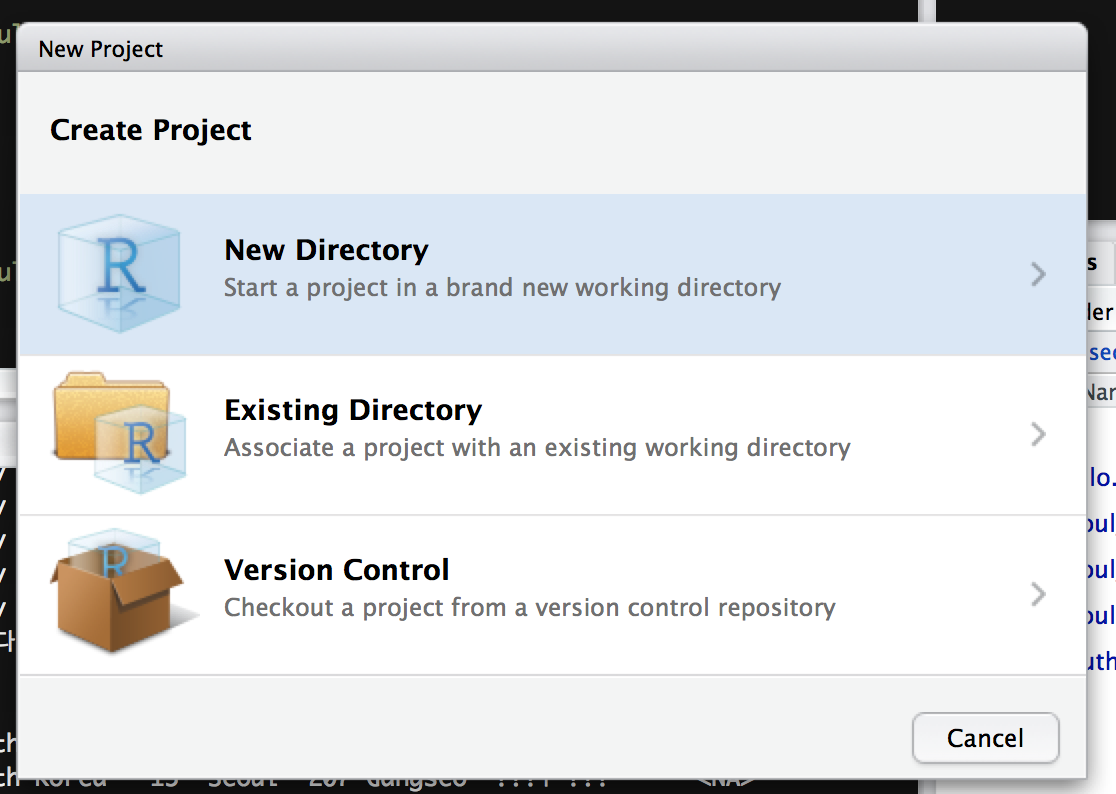 New Project
Create Project
New Directory
Start a project in a brand new working directory
Existing Directory
Associate a project with an existing working directory
Version Control
Checkout a project from a version control repository
Cancel